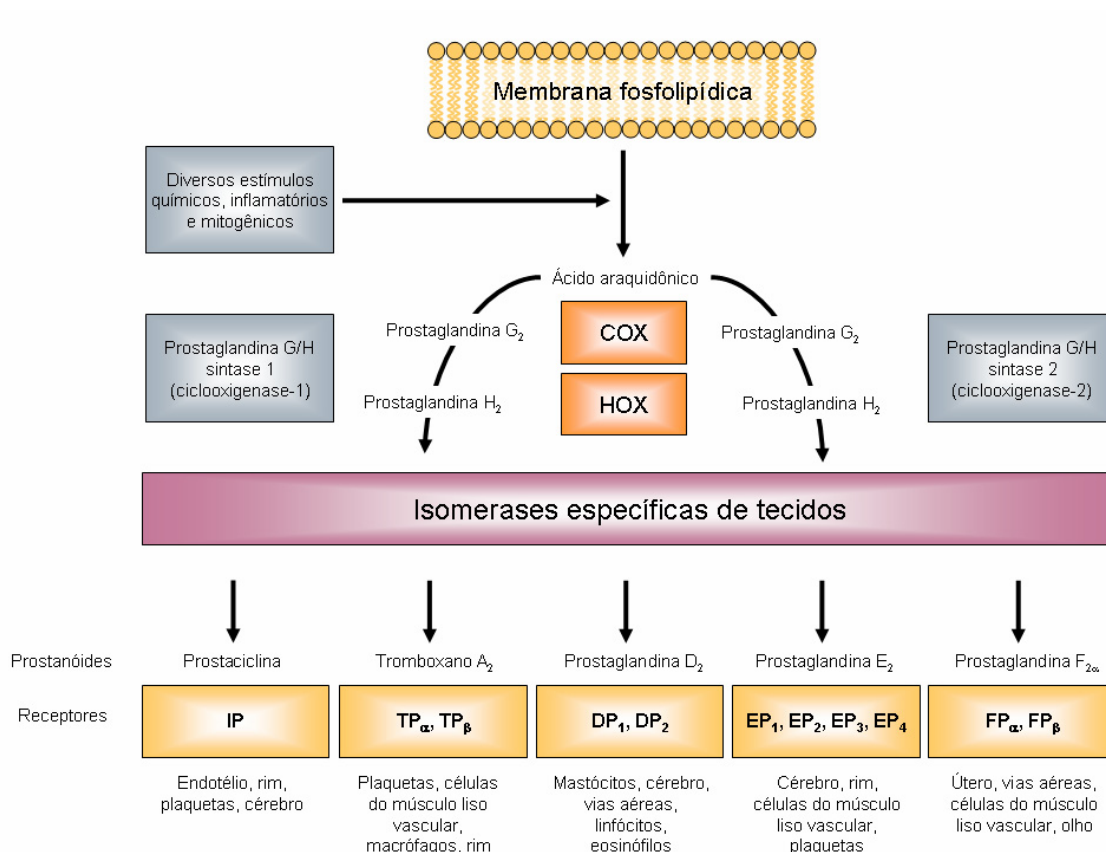 Membrana fosfolipídica
Diversos estímulos
químicos, inflamatórios
e mitogênicos
Ácido araquidônico
Prostaglandina G₂
COX
Prostaglandina G₂
Prostaglandina G/H
sintase 1
(ciclooxigenase-1)
Prostaglandina G/H
sintase 2
(ciclooxigenase-2)
Prostaglandina H₂
HOX
Prostaglandina H₂
Isomerases específicas de tecidos
Prostanóides
Prostaciclina
Tromboxano A₂
Prostaglandina D₂
Prostaglandina E₂
Prostaglandina F₂α
Receptores
IP
TPα, TPβ
DP₁, DP₂
EP₁, EP₂, EP₃, EP₄
FPα, FPβ
Endotélio, rim,
plaquetas, cérebro
Plaquetas, células
do músculo liso
vascular,
macrófagos, rim
Mastócitos, cérebro,
vias aéreas,
linfócitos,
eosinófilos
Cérebro, rim,
células do músculo
liso vascular,
plaquetas
Útero, vias aéreas,
células do músculo
liso vascular, olho